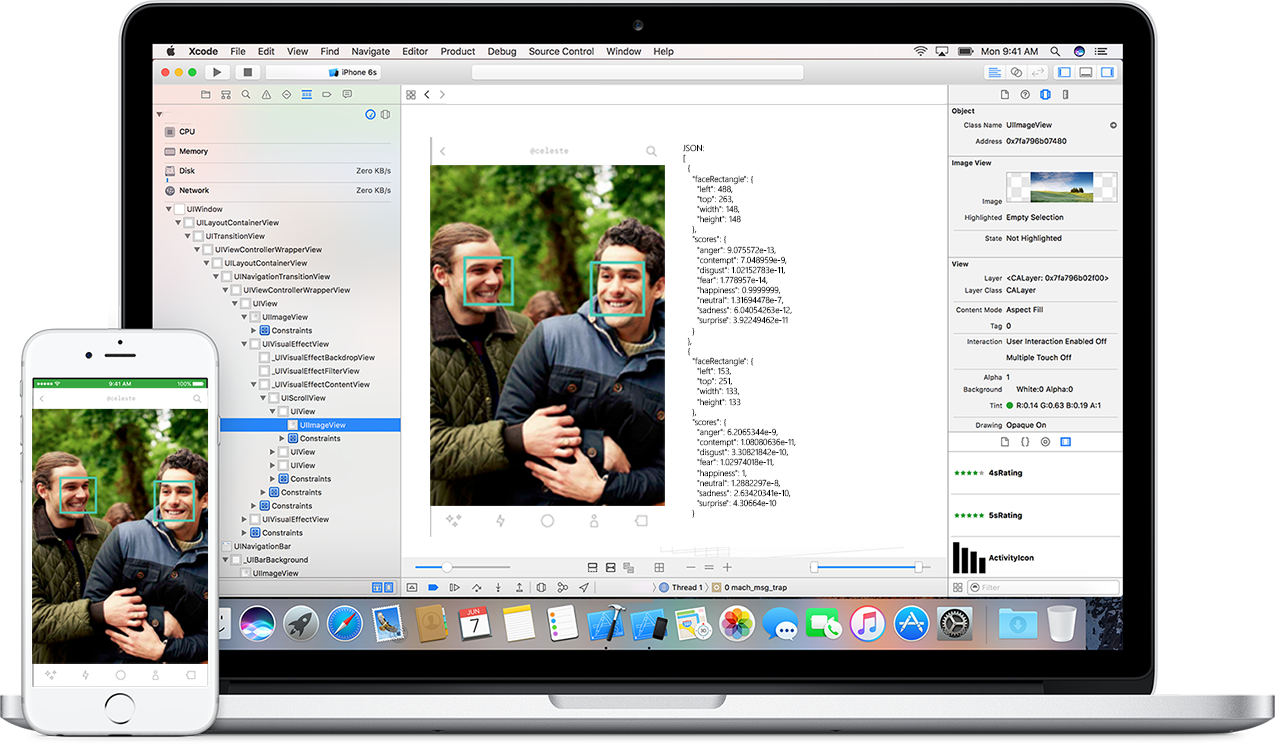 Xcode File Edit View Find Navigate Editor Product Debug Source Control Window Help Mon 9:41 AM
iPhone 6s
CPU
Memory
Disk Zero KB/s
Network Zero KB/s
UIWindow
UILayoutContainerView
UITransitionView
UIViewControllerWrapperView
UILayoutContainerView
UINavigationTransitionView
UIViewControllerWrapperView
UIView
UIImageView
Constraints
UIVisualEffectView
_UIVisualEffectBackdropView
_UIVisualEffectFilterView
_UIVisualEffectContentView
UIScrollView
UIView
UIImageView
Constraints
UIView
UIView
Constraints
Constraints
Constraints
UIVisualEffectView
Constraints
UINavigationBar
_UIBarBackground
UIImageView
@celeste
JSON:
[
{
"faceRectangle": {
"left": 488,
"top": 263,
"width": 148,
"height": 148
},
"scores": {
"anger": 9.075572e-13,
"contempt": 7.048959e-9,
"disgust": 1.02152783e-11,
"fear": 1.778957e-14,
"happiness": 0.9999999,
"neutral": 1.31694478e-7,
"sadness": 6.04054263e-12,
"surprise": 3.92249462e-11
}
},
{
"faceRectangle": {
"left": 153,
"top": 251,
"width": 133,
"height": 133
},
"scores": {
"anger": 6.2065344e-9,
"contempt": 1.08080636e-11,
"disgust": 3.30821842e-10,
"fear": 1.02974018e-11,
"happiness": 1,
"neutral": 1.2882297e-8,
"sadness": 2.63420341e-10,
"surprise": 4.30664e-10
}
Thread 1 0 mach_msg_trap
Object
Class Name UIImageView
Address 0x7fa796b07480
Image View
Image
Highlighted Empty Selection
State Not Highlighted
View
Layer <CALayer: 0x7fa796b02f00>
Layer Class CALayer
Content Mode Aspect Fill
Tag 0
Interaction User Interaction Enabled Off
Multiple Touch Off
Alpha 1
Background White:0 Alpha:0
Tint R:0.14 G:0.63 B:0.19 A:1
Drawing Opaque On
4sRating
5sRating
ActivityIcon
Filter
JUN
7
9:41 AM 100%
@celeste